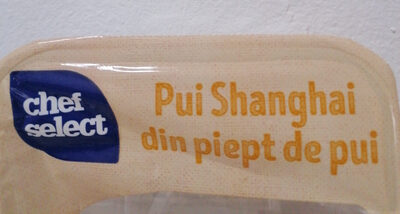 chef
select
Pui Shanghai
din piept de pui